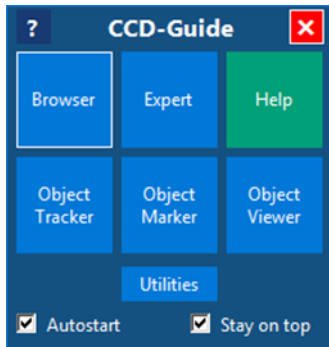 ? CCD-Guide
Browser Expert Help
Object Object Object
Tracker Marker Viewer
Utilities
Autostart Stay on top